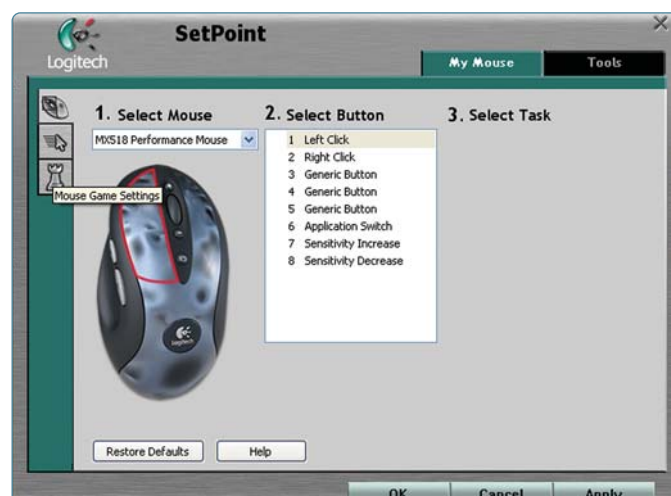 SetPoint
Logitech
My Mouse
Tools
1. Select Mouse
2. Select Button
3. Select Task
MX518 Performance Mouse
1 Left Click
2 Right Click
3 Generic Button
4 Generic Button
5 Generic Button
6 Application Switch
7 Sensitivity Increase
8 Sensitivity Decrease
Mouse Game Settings
Logitech
Restore Defaults
Help
OK
Cancel
Apply